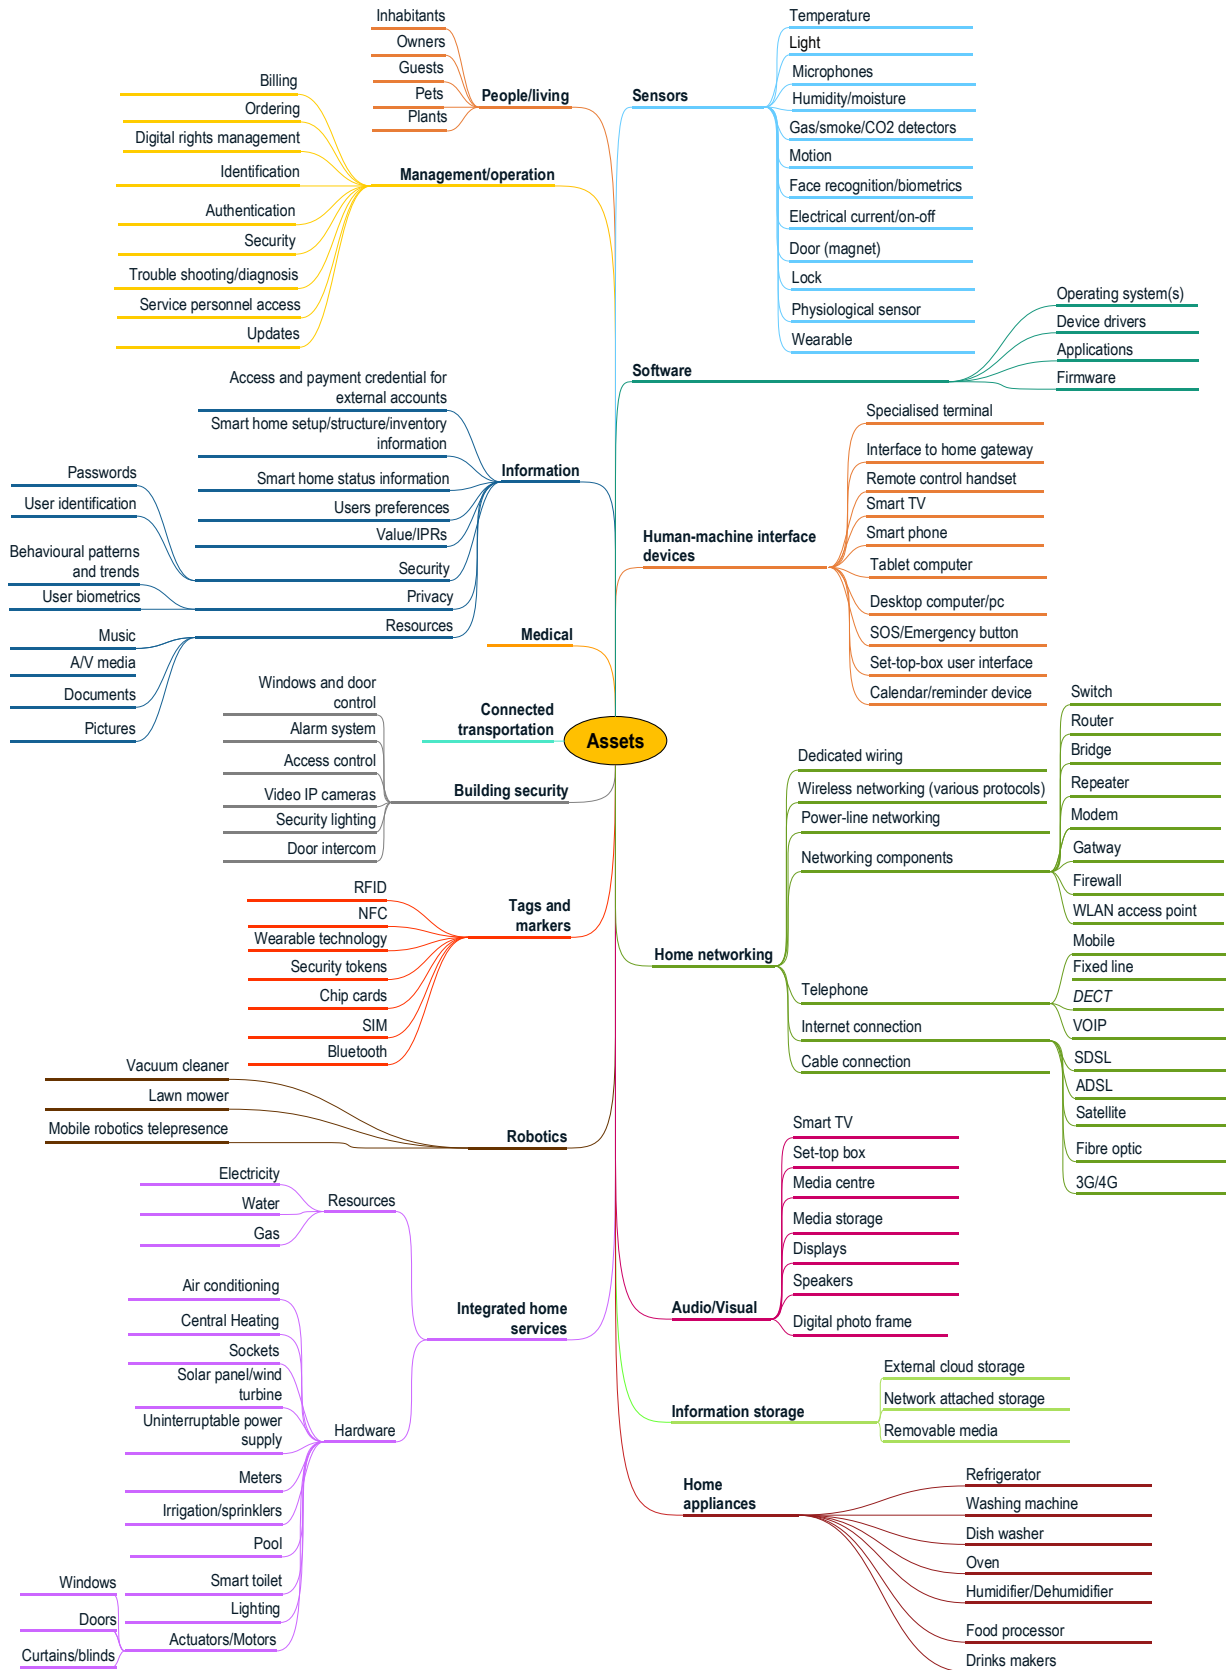 Inhabitants
Owners
Guests
Pets
Plants
People/living
Billing
Ordering
Digital rights management
Identification
Authentication
Security
Trouble shooting/diagnosis
Service personnel access
Updates
Management/operation
Access and payment credential for
external accounts
Smart home setup/structure/inventory
information
Smart home status information
Users preferences
Value/IPRs
Security
Privacy
Resources
Information
Passwords
User identification
Behavioural patterns
and trends
User biometrics
Music
A/V media
Documents
Pictures
Medical
Connected
transportation
Assets
Windows and door
control
Alarm system
Access control
Video IP cameras
Security lighting
Door intercom
Building security
RFID
NFC
Wearable technology
Security tokens
Chip cards
SIM
Bluetooth
Tags and
markers
Vacuum cleaner
Lawn mower
Mobile robotics telepresence
Robotics
Electricity
Water
Gas
Resources
Air conditioning
Central Heating
Sockets
Solar panel/wind
turbine
Uninterruptable power
supply
Meters
Irrigation/sprinklers
Pool
Smart toilet
Lighting
Actuators/Motors
Windows
Doors
Curtains/blinds
Hardware
Integrated home
services
Sensors
Temperature
Light
Microphones
Humidity/moisture
Gas/smoke/CO2 detectors
Motion
Face recognition/biometrics
Electrical current/on-off
Door (magnet)
Lock
Physiological sensor
Wearable
Software
Operating system(s)
Device drivers
Applications
Firmware
Human-machine interface
devices
Specialised terminal
Interface to home gateway
Remote control handset
Smart TV
Smart phone
Tablet computer
Desktop computer/pc
SOS/Emergency button
Set-top-box user interface
Calendar/reminder device
Home networking
Dedicated wiring
Wireless networking (various protocols)
Power-line networking
Networking components
Switch
Router
Bridge
Repeater
Modem
Gatway
Firewall
WLAN access point
Telephone
Mobile
Fixed line
DECT
VOIP
Internet connection
SDSL
ADSL
Satellite
Fibre optic
3G/4G
Cable connection
Audio/Visual
Smart TV
Set-top box
Media centre
Media storage
Displays
Speakers
Digital photo frame
Information storage
External cloud storage
Network attached storage
Removable media
Home
appliances
Refrigerator
Washing machine
Dish washer
Oven
Humidifier/Dehumidifier
Food processor
Drinks makers